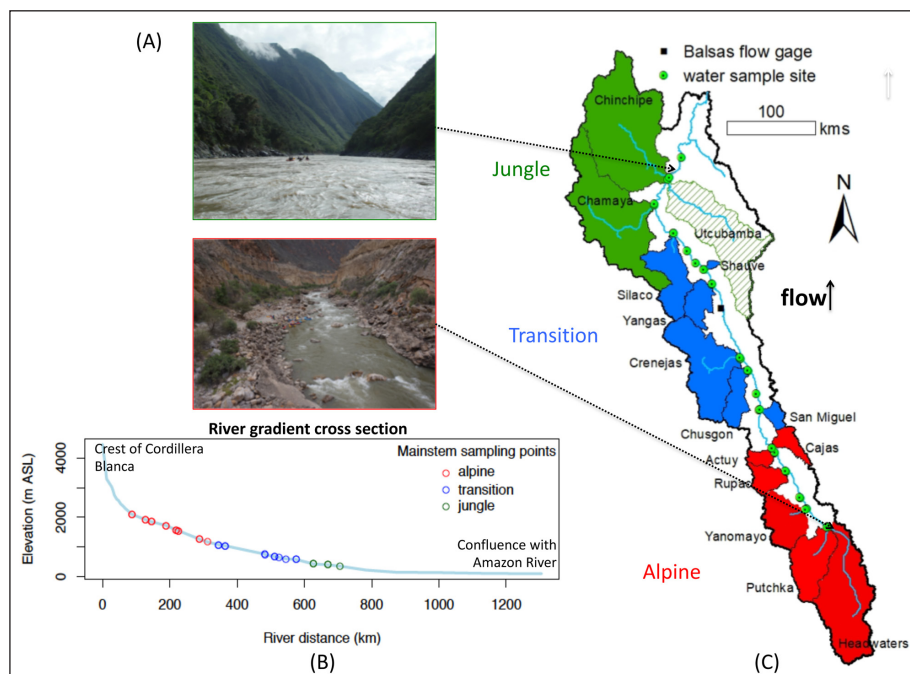 (A)
Balsas flow gage
water sample site
100
kms
N
Chinchipe
Jungle
Chamaya
Utcubamba
Shauve
flow
Silaco
Yangas
Transition
Crenejas
San Miguel
Chusgon
Cajas
Actuy
Rupac
Yanomayo
Alpine
Putchka
Headwaters
River gradient cross section
Crest of Cordillera
Blanca
Mainstem sampling points
alpine
transition
jungle
Confluence with
Amazon River
Elevation (m ASL)
0
2000
4000
0
200
400
600
800
1000
1200
River distance (km)
(B)
(C)